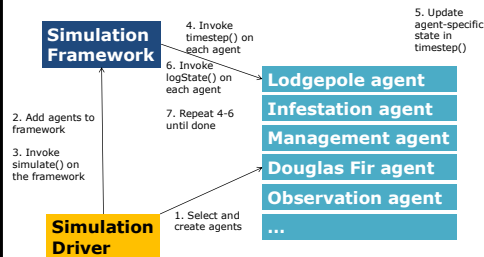 Simulation
Framework
4. Invoke
timestep() on
each agent
6. Invoke
logState() on
each agent
7. Repeat 4-6
until done
5. Update
agent-specific
state in
timestep()
Lodgepole agent
Infestation agent
Management agent
Douglas Fir agent
Observation agent
...
2. Add agents to
framework
3. Invoke
simulate() on
the framework
1. Select and
create agents
Simulation
Driver